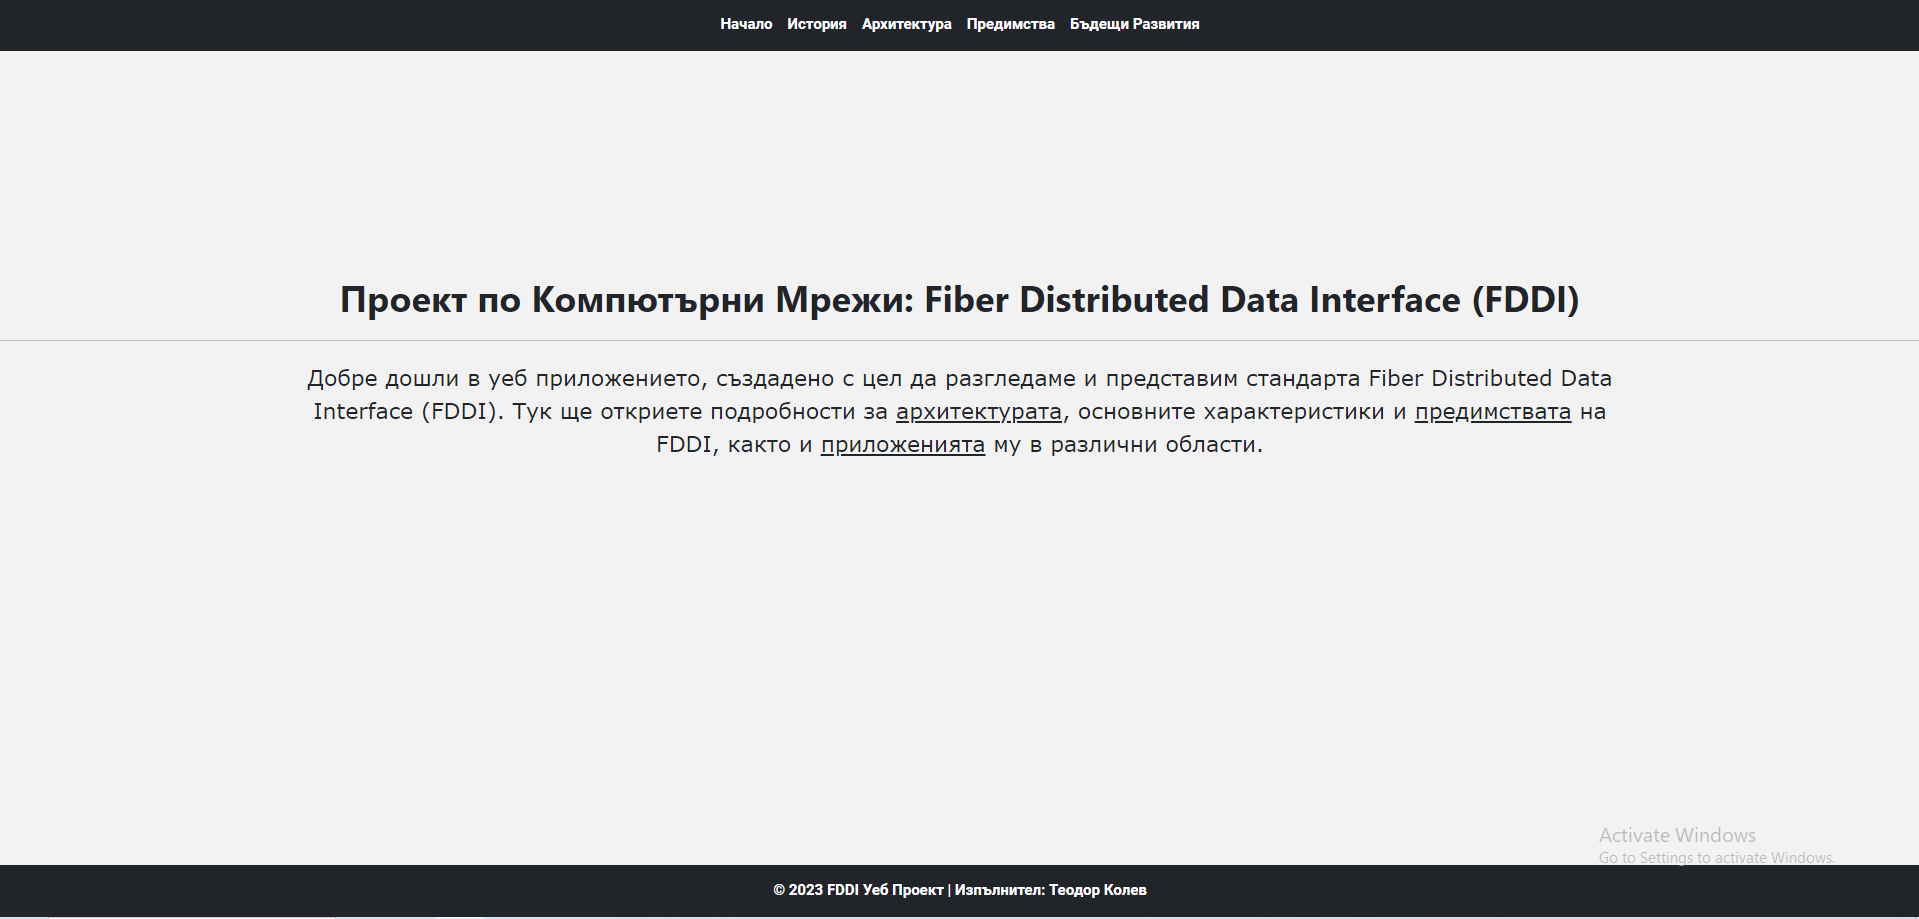 Начало История Архитектура Предимства Бъдещи Развития
Проект по Компютърни Мрежи: Fiber Distributed Data Interface (FDDI)
Добре дошли в уеб приложението, създадено с цел да разгледаме и представим стандарта Fiber Distributed Data
Interface (FDDI). Тук ще откриете подробности за архитектурата, основните характеристики и предимствата на
FDDI, както и приложенията му в различни области.
Activate Windows
Go to Settings to activate Windows.
© 2023 FDDI Уеб Проект | Изпълнител: Теодор Колев